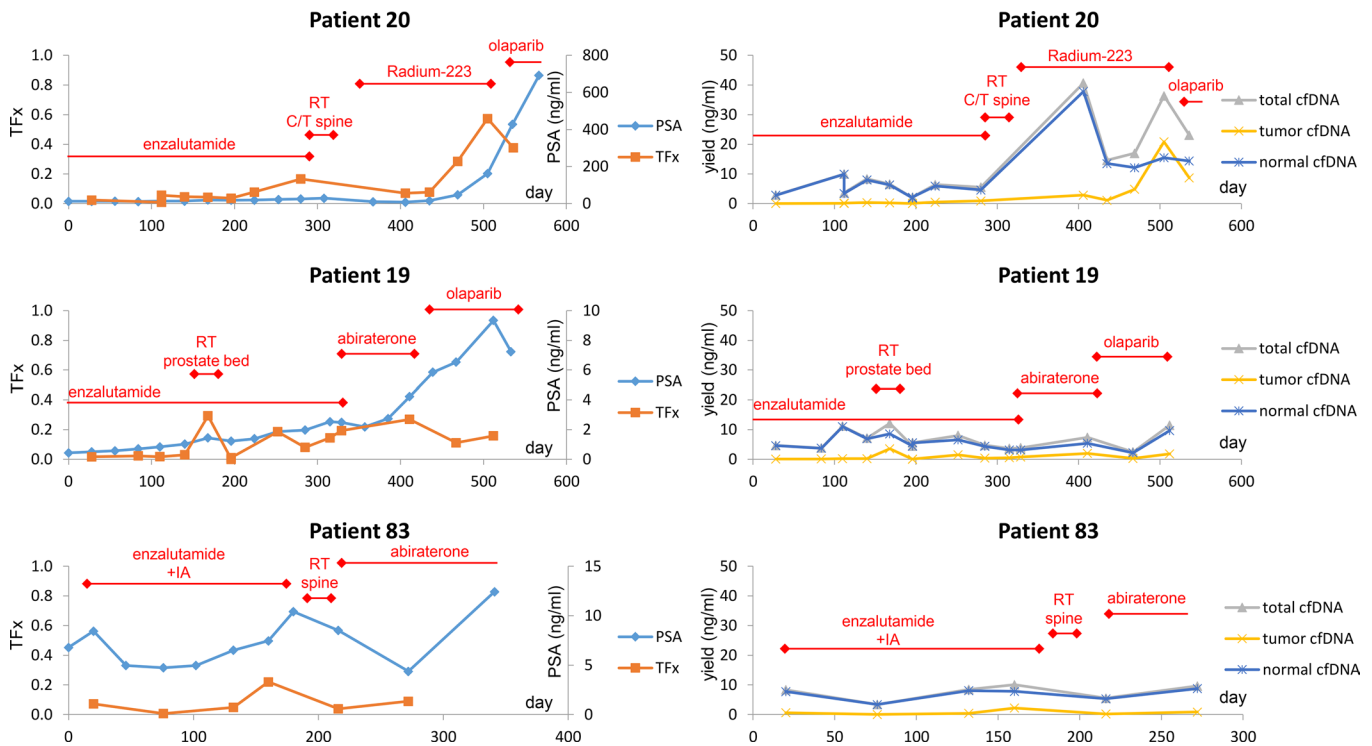 Patient 20
TFx
1.0
0.8
0.6
0.4
0.2
0.0
0
100
200
300
400
500
600
enzalutamide
RT
C/T spine
Radium-223
olaparib
day
800
600
400
200
0
PSA (ng/ml)
PSA
TFx
Patient 20
yield (ng/ml)
50
40
30
20
10
0
0
100
200
300
400
500
600
enzalutamide
RT
C/T spine
Radium-223
olaparib
day
total cfDNA
tumor cfDNA
normal cfDNA
Patient 19
TFx
1.0
0.8
0.6
0.4
0.2
0.0
0
100
200
300
400
500
600
enzalutamide
RT
prostate bed
abiraterone
olaparib
day
10
8
6
4
2
0
PSA (ng/ml)
PSA
TFx
Patient 19
yield (ng/ml)
50
40
30
20
10
0
0
100
200
300
400
500
600
enzalutamide
RT
prostate bed
abiraterone
olaparib
day
total cfDNA
tumor cfDNA
normal cfDNA
Patient 83
TFx
1.0
0.8
0.6
0.4
0.2
0.0
0
100
200
300
400
enzalutamide
+IA
RT
spine
abiraterone
day
15
10
5
0
PSA (ng/ml)
PSA
TFx
Patient 83
yield (ng/ml)
50
40
30
20
10
0
0
50
100
150
200
250
300
enzalutamide
+IA
RT
spine
abiraterone
day
total cfDNA
tumor cfDNA
normal cfDNA